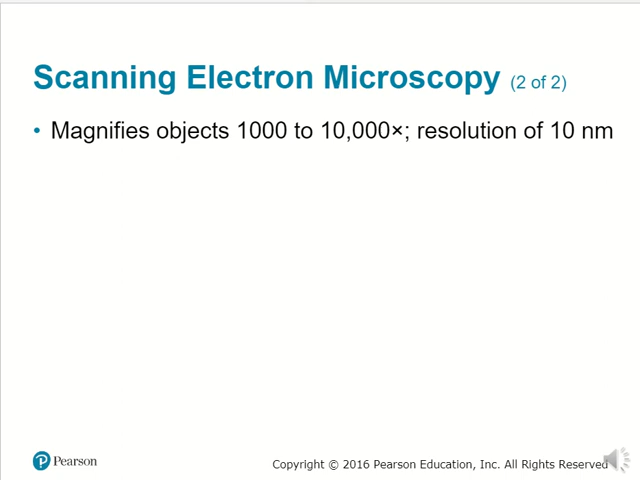 Scanning Electron Microscopy (2 of 2)
• Magnifies objects 1000 to 10,000×; resolution of 10 nm
Pearson
Copyright © 2016 Pearson Education, Inc. All Rights Reserved